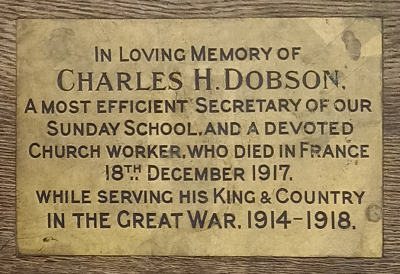 IN LOVING MEMORY OF
CHARLES H. DOBSON.
A MOST EFFICIENT SECRETARY OF OUR
SUNDAY SCHOOL, AND A DEVOTED
CHURCH WORKER, WHO DIED IN FRANCE
18TH. DECEMBER 1917.
WHILE SERVING HIS KING & COUNTRY
IN THE GREAT WAR. 1914-1918.